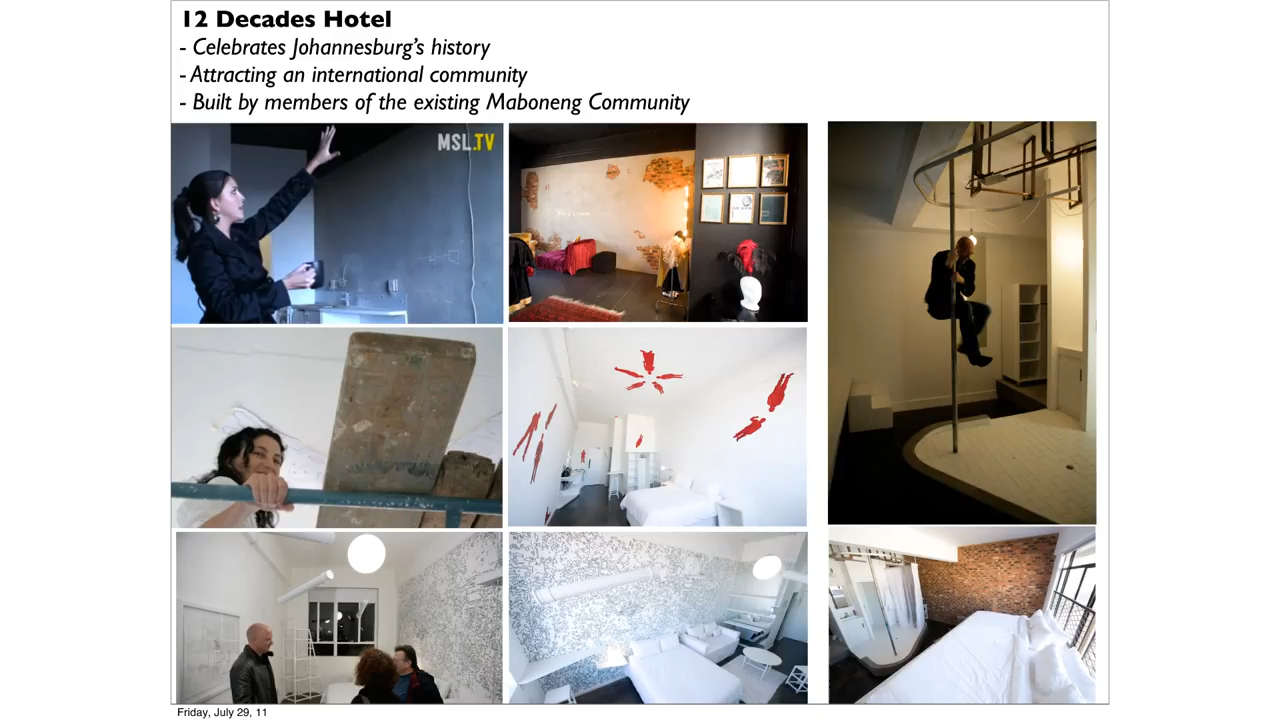 12 Decades Hotel
- Celebrates Johannesburg's history
- Attracting an international community
- Built by members of the existing Maboneng Community
MSL.TV
Friday, July 29, 11